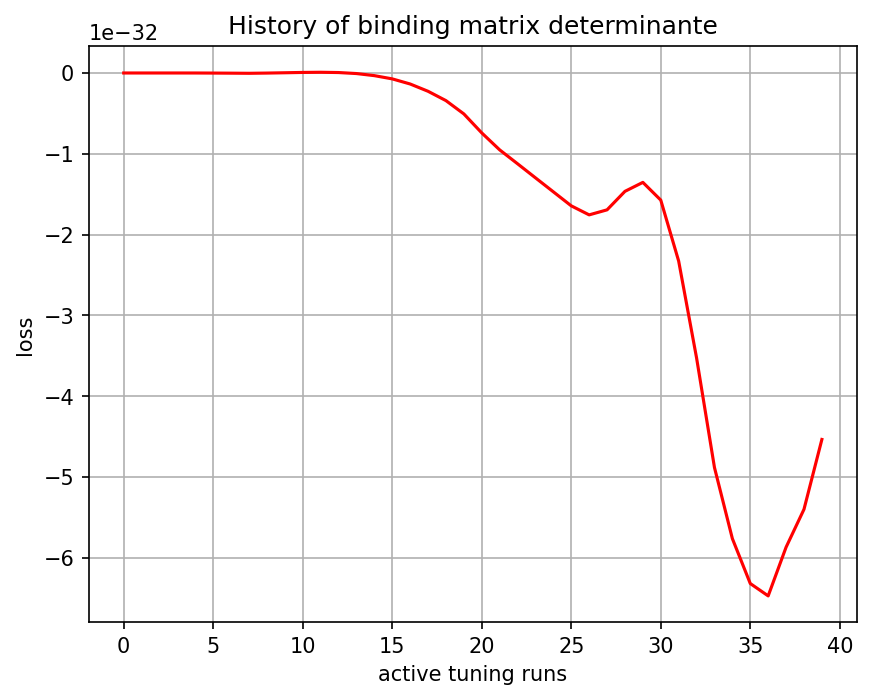 History of binding matrix determinante
1e−32
0
−1
−2
−3
−4
−5
−6
loss
0 5 10 15 20 25 30 35 40
active tuning runs